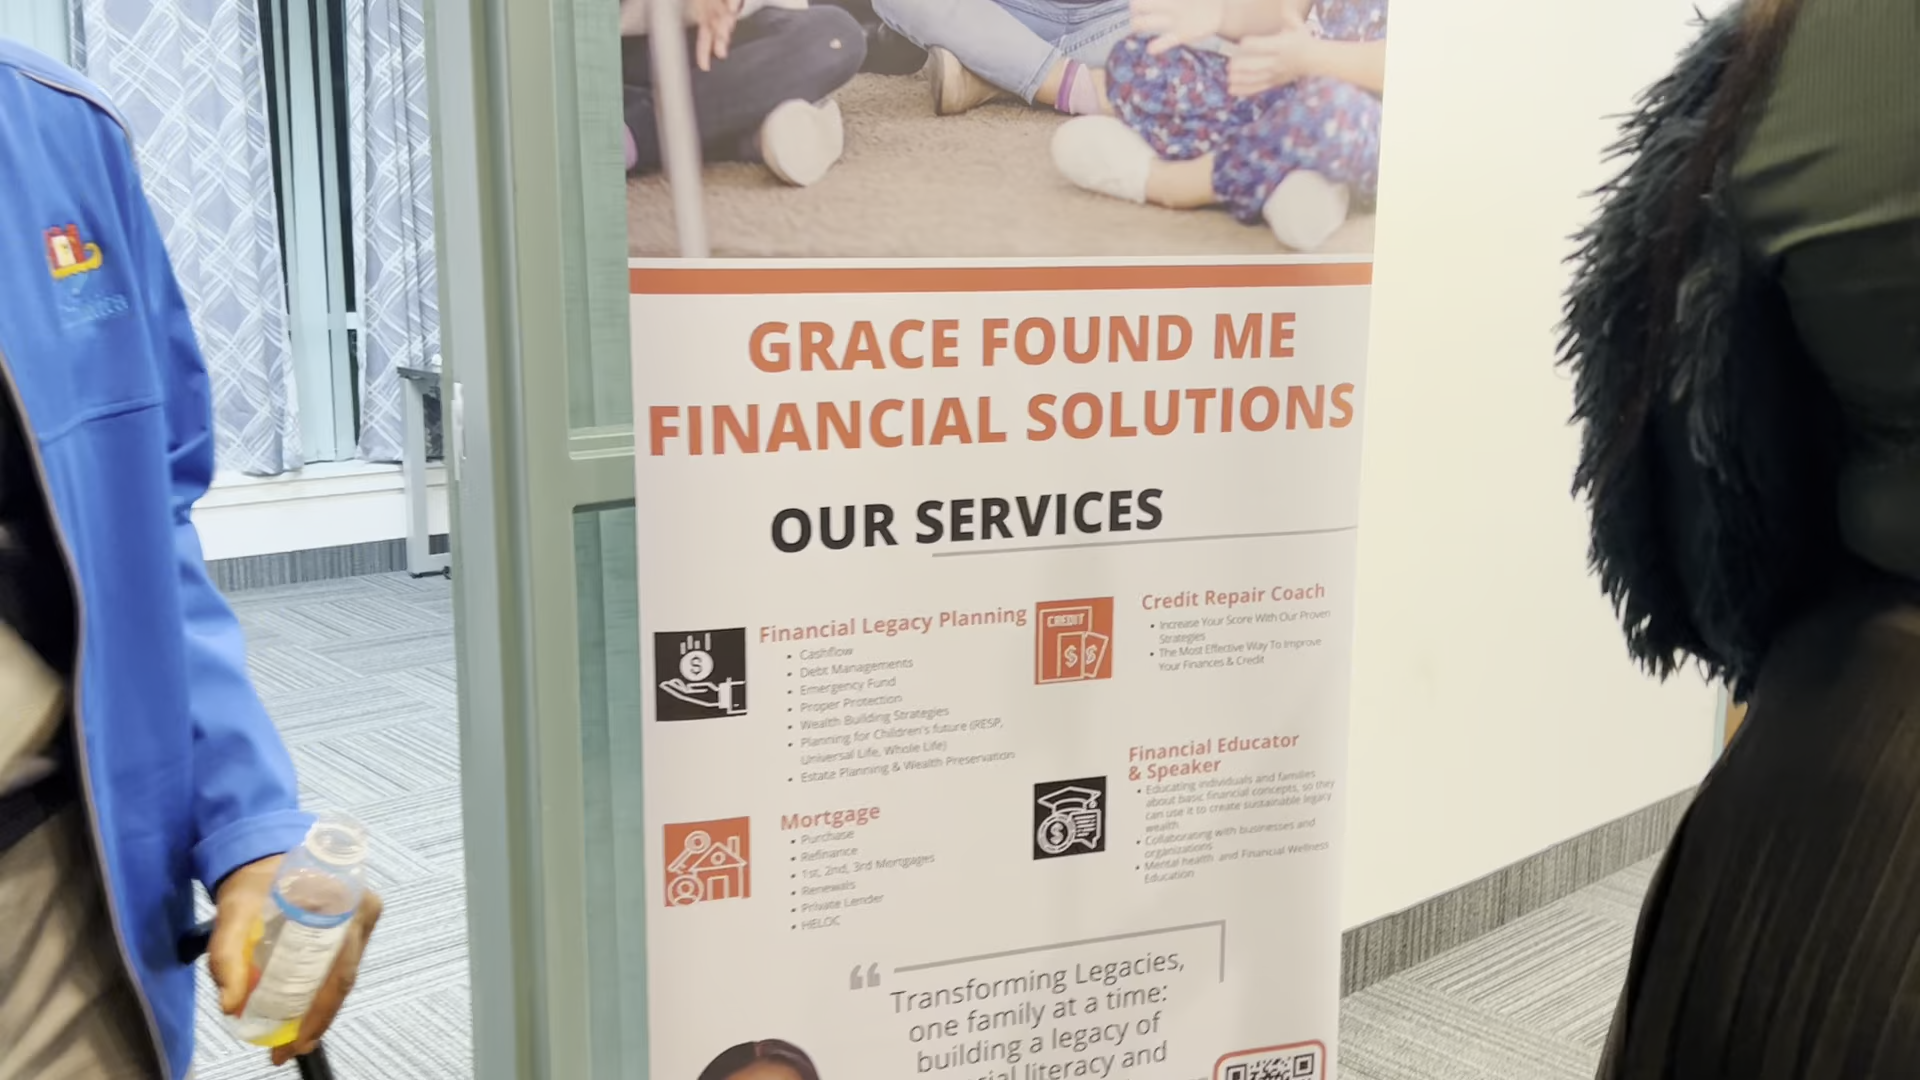 GRACE FOUND ME
FINANCIAL SOLUTIONS
OUR SERVICES
Financial Legacy Planning
• Cashflow
• Debt Managements
• Emergency Fund
• Proper Protection
• Wealth Building Strategies
• Planning for Children's future (RESP,
Universal Life, Whole Life)
• Estate Planning & Wealth Preservation
Mortgage
• Purchase
• Refinance
• 1st, 2nd, 3rd Mortgages
• Renewals
• Private Lender
• HELOC
CREDIT
Credit Repair Coach
• Increase Your Score With Our Proven
Strategies
• The Most Effective Way To Improve
Your Finances & Credit
Financial Educator
& Speaker
• Educating individuals and families
about basic financial concepts, so they
can use it to create sustainable legacy
wealth
• Collaborating with businesses and
organizations
• Mental health and Financial Wellness
Education
“ Transforming Legacies,
one family at a time:
building a legacy of
literacy and